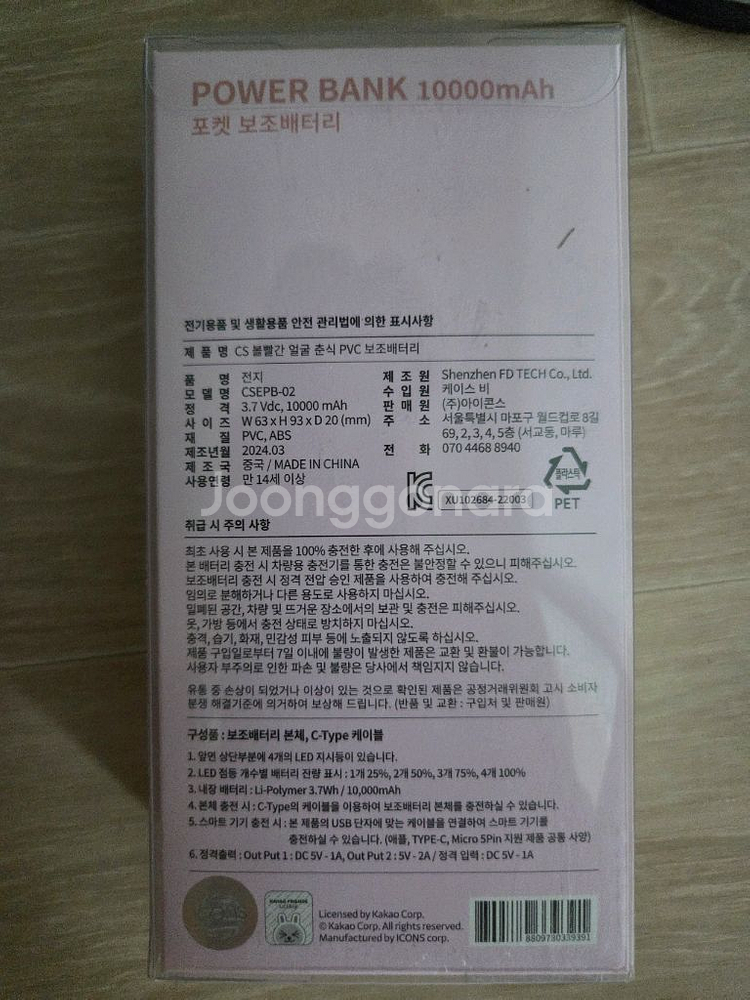 POWER BANK 10000mAh
포켓 보조배터리
전기용품 및 생활용품 안전 관리법에 의한 표시사항
제 품 명 CS 볼빨간 얼굴 춘식 PVC 보조배터리
품 명 전지
모 델 명 CSEPB-02
정 격 3.7 Vdc, 10000 mAh
사 이 즈 W 63 x H 93 x D 20 (mm)
재 질 PVC, ABS
제조년월 2024.03
제 조 국 중국 / MADE IN CHINA
사용연령 만 14세 이상
제 조 원 Shenzhen FD TECH Co., Ltd.
수 입 원 케이스 비
판 매 원 (주)아이콘스
주 소 서울특별시 마포구 월드컵로 8길
69, 2, 3, 4, 5층 (서교동, 마루)
전 화 070 4468 8940
XU102684-22003
플라스틱
PET
Joonggonara
취급 시 주의 사항
최초 사용 시 본 제품을 100% 충전한 후에 사용해 주십시오.
본 배터리 충전 시 차량용 충전기를 통한 충전은 불안정할 수 있으니 피해주십시오.
보조배터리 충전 시 정격 전압 승인 제품을 사용하여 충전해 주십시오.
임의로 분해하거나 다른 용도로 사용하지 마십시오.
밀폐된 공간, 차량 및 뜨거운 장소에서의 보관 및 충전은 피해주십시오.
옷, 가방 등에서 충전 상태로 방치하지 마십시오.
충격, 습기, 화재, 민감성 피부 등에 노출되지 않도록 하십시오.
제품 구입일로부터 7일 이내에 불량이 발생한 제품은 교환 및 환불이 가능합니다.
사용자 부주의로 인한 파손 및 불량은 당사에서 책임지지 않습니다.
유통 중 손상이 되었거나 이상이 있는 것으로 확인된 제품은 공정거래위원회 고시 소비자
분쟁 해결기준에 의거하여 보상해 드립니다. (반품 및 교환 : 구입처 및 판매원)
구성품 : 보조배터리 본체, C-Type 케이블
1. 앞면 상단부분에 4개의 LED 지시등이 있습니다.
2. LED 점등 개수별 배터리 잔량 표시 : 1개 25%, 2개 50%, 3개 75%, 4개 100%
3. 내장 배터리 : Li-Polymer 3.7Wh / 10,000mAh
4. 본체 충전 시 : C-Type의 케이블을 이용하여 보조배터리 본체를 충전하실 수 있습니다.
5. 스마트 기기 충전 시 : 본 제품의 USB 단자에 맞는 케이블을 연결하여 스마트 기기를
충전하실 수 있습니다. (애플, TYPE-C, Micro 5Pin 지원 제품 공통 사양)
6. 정격출력 : Out Put 1 : DC 5V - 1A, Out Put 2 : 5V - 2A / 정격 입력 : DC 5V - 1A
KAKAO FRIENDS
Licensed by Kakao Corp.
© Kakao Corp. All rights reserved.
Manufactured by ICONS corp.
8809730339391